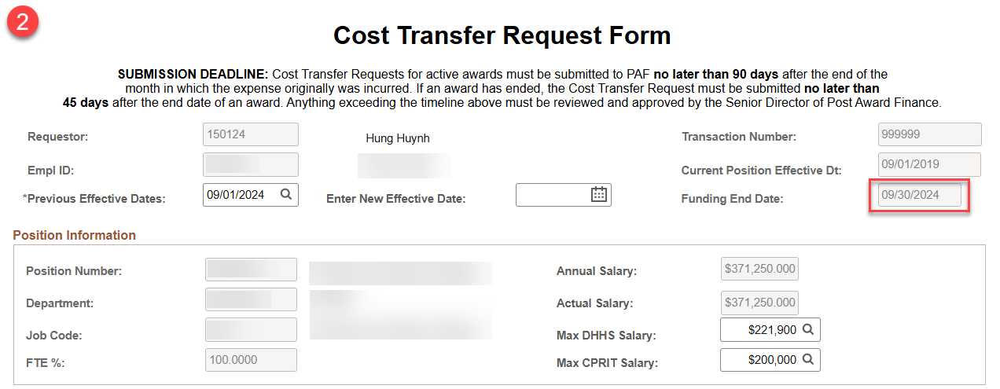 2
Cost Transfer Request Form
SUBMISSION DEADLINE: Cost Transfer Requests for active awards must be submitted to PAF no later than 90 days after the end of the
month in which the expense originally was incurred. If an award has ended, the Cost Transfer Request must be submitted no later than
45 days after the end date of an award. Anything exceeding the timeline above must be reviewed and approved by the Senior Director of Post Award Finance.
Requestor: 150124 Hung Huynh Transaction Number: 999999
Empl ID: Current Position Effective Dt: 09/01/2019
*Previous Effective Dates: 09/01/2024 Enter New Effective Date: Funding End Date: 09/30/2024
Position Information
Position Number: Annual Salary: $371,250.000
Department: Actual Salary: $371,250.000
Job Code: Max DHHS Salary: $221,900
FTE %: 100.0000 Max CPRIT Salary: $200,000